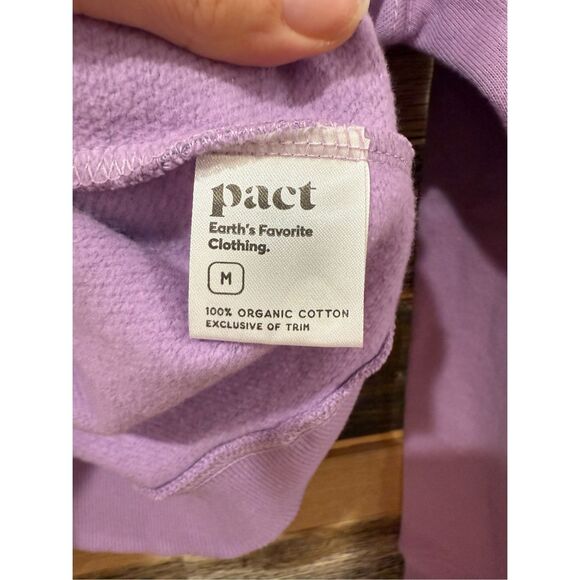 pact
Earth's Favorite
Clothing.
M
100% ORGANIC COTTON
EXCLUSIVE OF TRIM